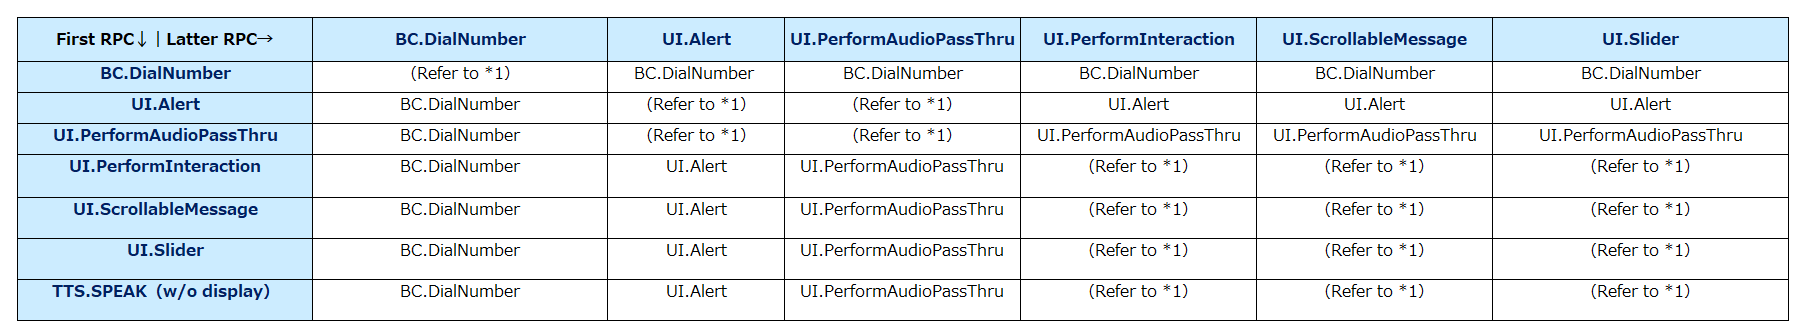 First RPC↓ | Latter RPC→ BC.DialNumber UI.Alert UI.PerformAudioPassThru UI.PerformInteraction UI.ScrollableMessage UI.Slider
BC.DialNumber (Refer to *1) BC.DialNumber BC.DialNumber BC.DialNumber BC.DialNumber BC.DialNumber
UI.Alert BC.DialNumber (Refer to *1) (Refer to *1) UI.Alert UI.Alert UI.Alert
UI.PerformAudioPassThru BC.DialNumber (Refer to *1) (Refer to *1) UI.PerformAudioPassThru UI.PerformAudioPassThru UI.PerformAudioPassThru
UI.PerformInteraction BC.DialNumber UI.Alert UI.PerformAudioPassThru (Refer to *1) (Refer to *1) (Refer to *1)
UI.ScrollableMessage BC.DialNumber UI.Alert UI.PerformAudioPassThru (Refer to *1) (Refer to *1) (Refer to *1)
UI.Slider BC.DialNumber UI.Alert UI.PerformAudioPassThru (Refer to *1) (Refer to *1) (Refer to *1)
TTS.SPEAK (w/o display) BC.DialNumber UI.Alert UI.PerformAudioPassThru (Refer to *1) (Refer to *1) (Refer to *1)